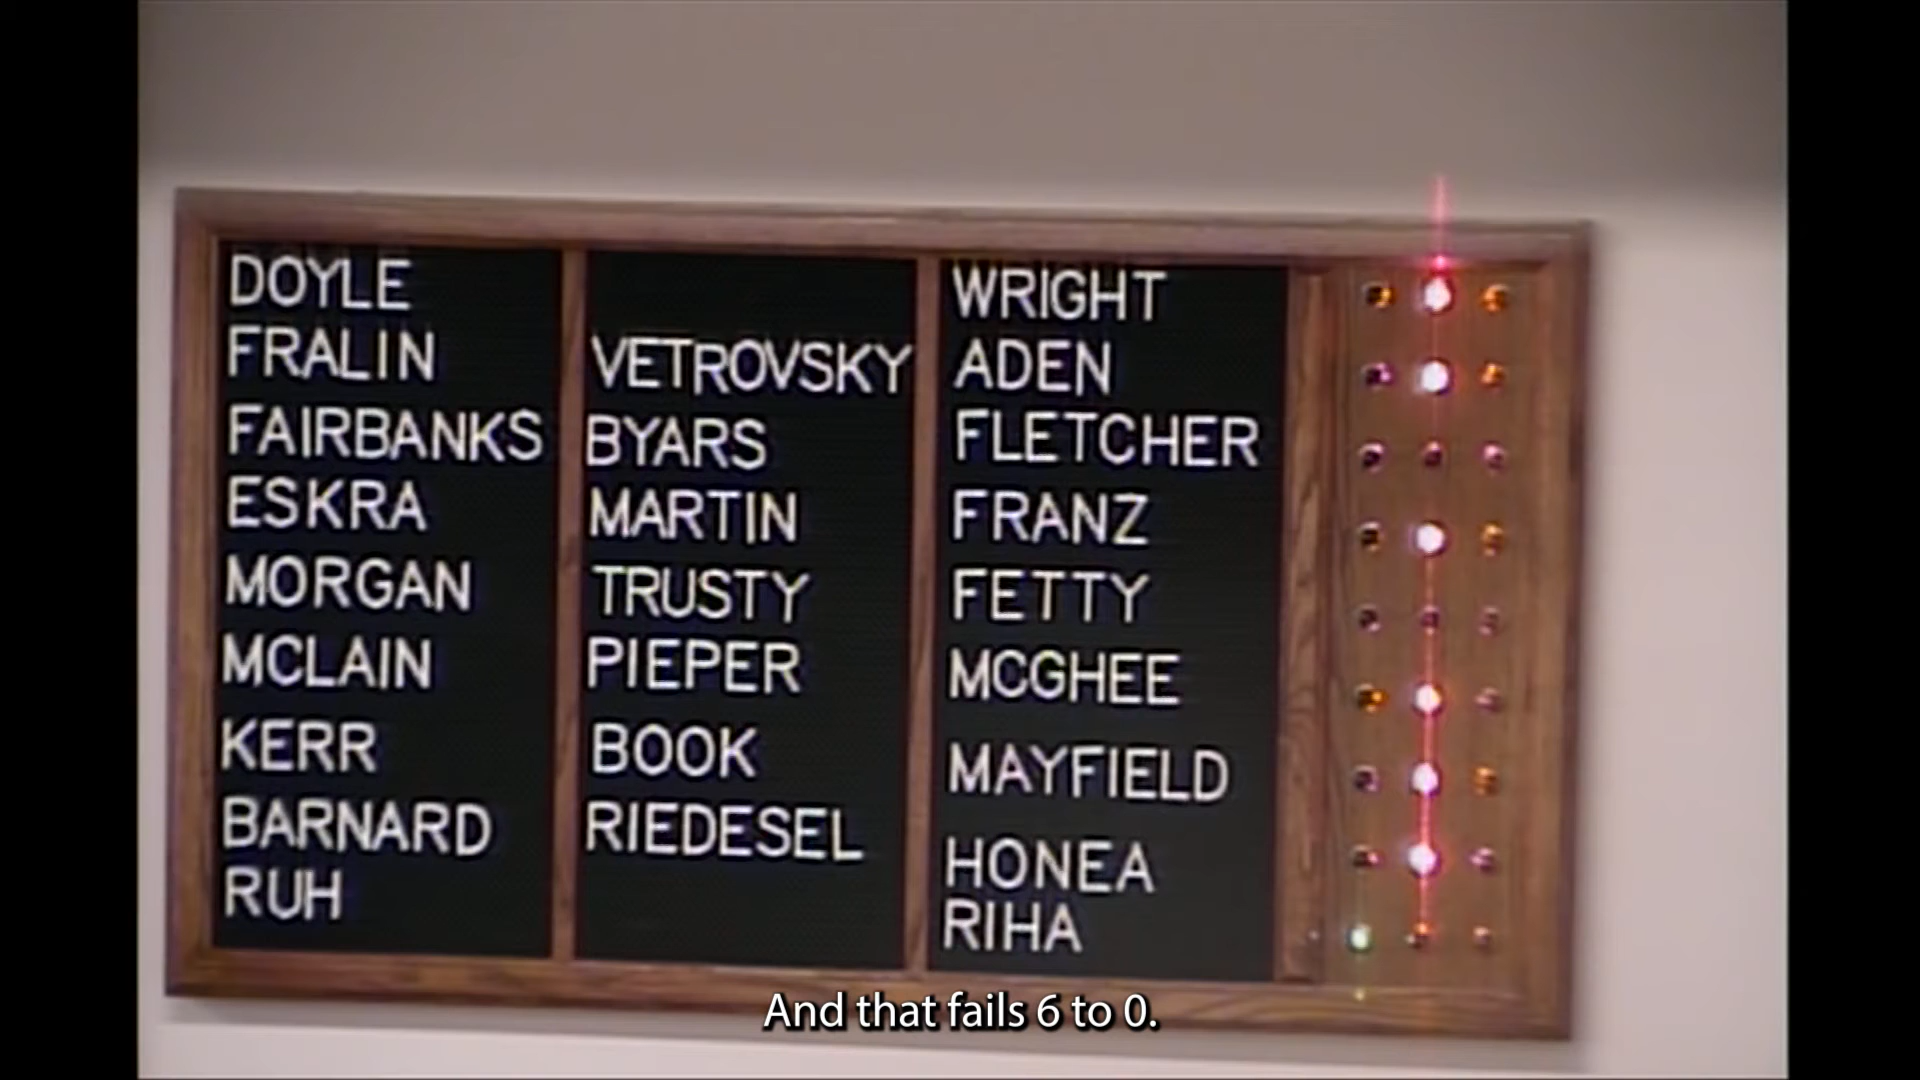 DOYLE
FRALIN
FAIRBANKS
ESKRA
MORGAN
MCLAIN
KERR
BARNARD
RUH
VETROVSKY
BYARS
MARTIN
TRUSTY
PIEPER
BOOK
RIEDESEL
WRIGHT
ADEN
FLETCHER
FRANZ
FETTY
MCGHEE
MAYFIELD
HONEA
RIHA
And that fails 6 to 0.